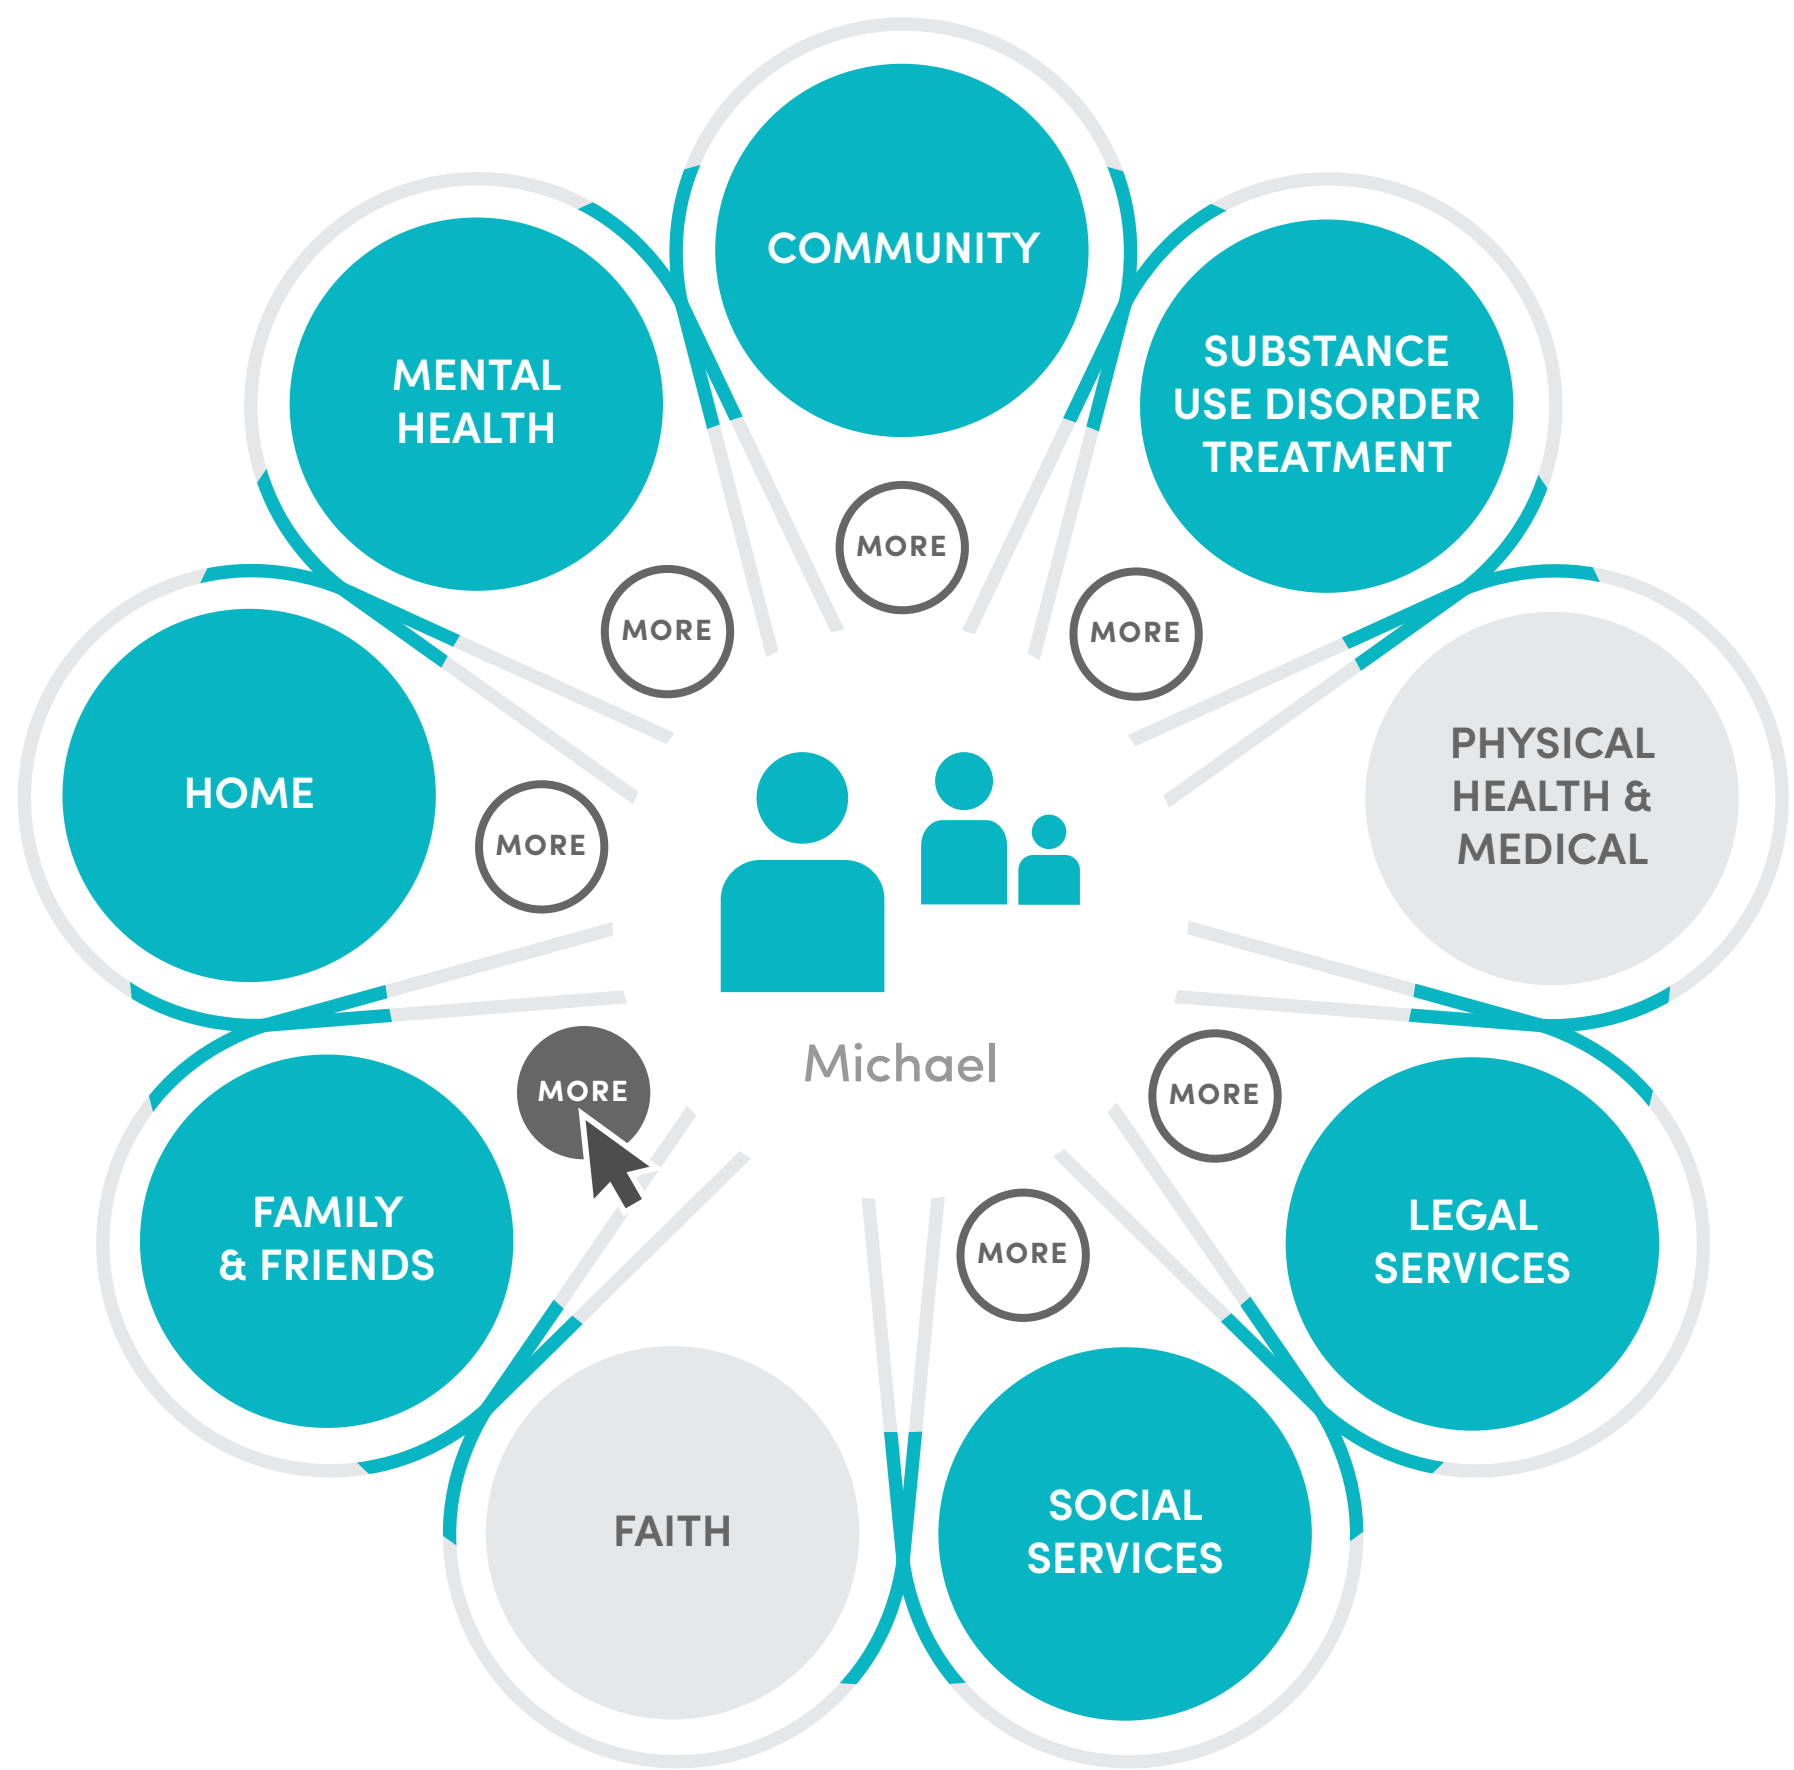 COMMUNITY
MORE
SUBSTANCE
USE DISORDER
TREATMENT
MORE
PHYSICAL
HEALTH &
MEDICAL
LEGAL
SERVICES
MORE
SOCIAL
SERVICES
MORE
FAITH
FAMILY
& FRIENDS
MORE
HOME
MORE
MENTAL
HEALTH
MORE
Michael